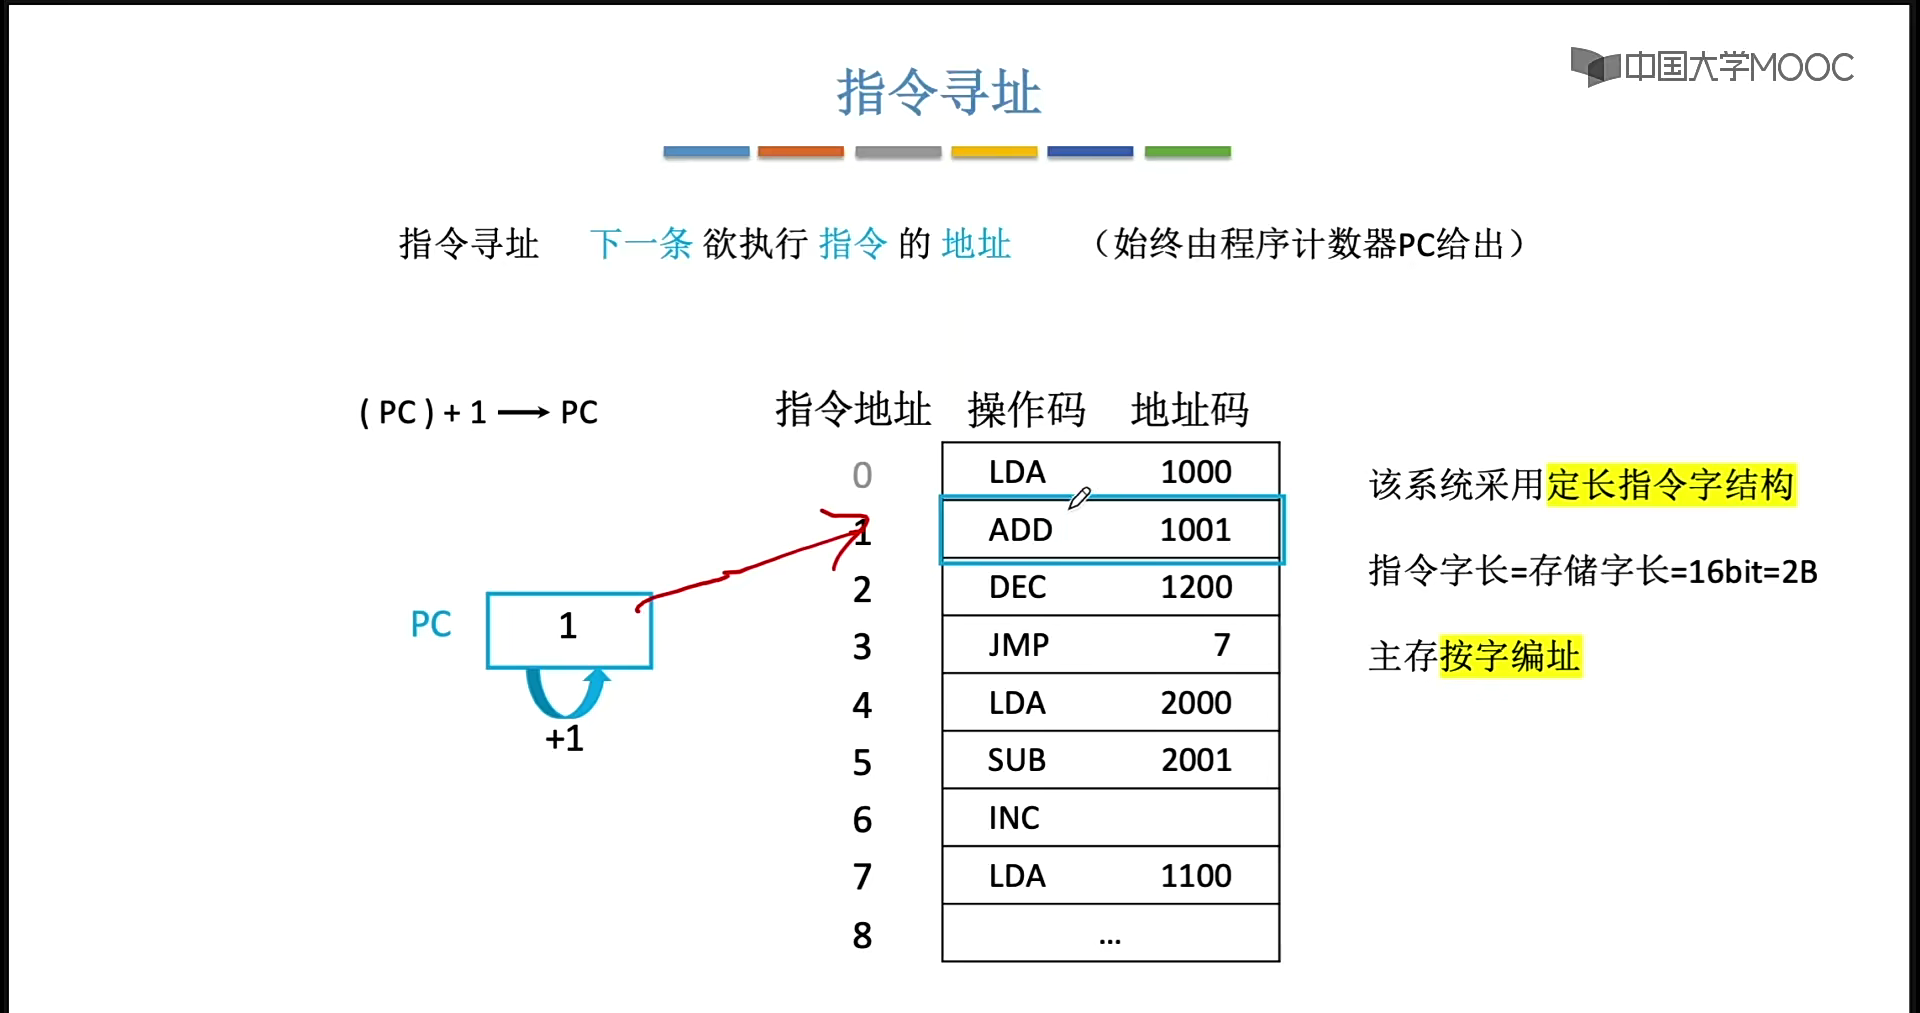 中国大学MOOC
指令寻址
指令寻址 下一条 欲执行 指令 的 地址 （始终由程序计数器PC给出）
( PC ) + 1 → PC
指令地址 操作码 地址码
0 LDA 1000
1 ADD 1001
2 DEC 1200
3 JMP 7
4 LDA 2000
5 SUB 2001
6 INC
7 LDA 1100
8 ...
PC 1
+1
该系统采用定长指令字结构
指令字长=存储字长=16bit=2B
主存按字编址